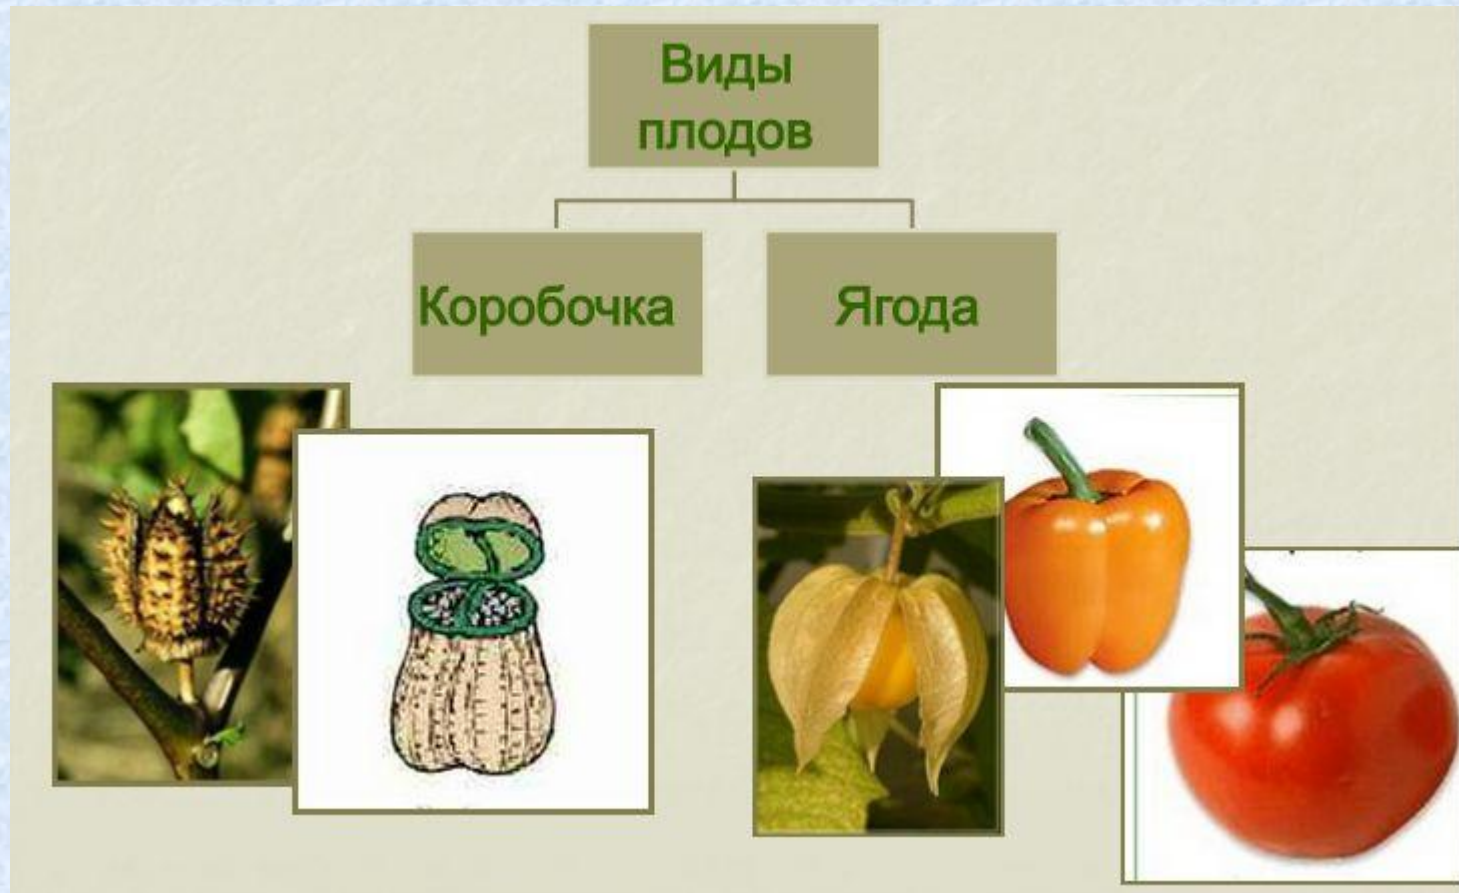 Виды
плодов
Коробочка
Ягода